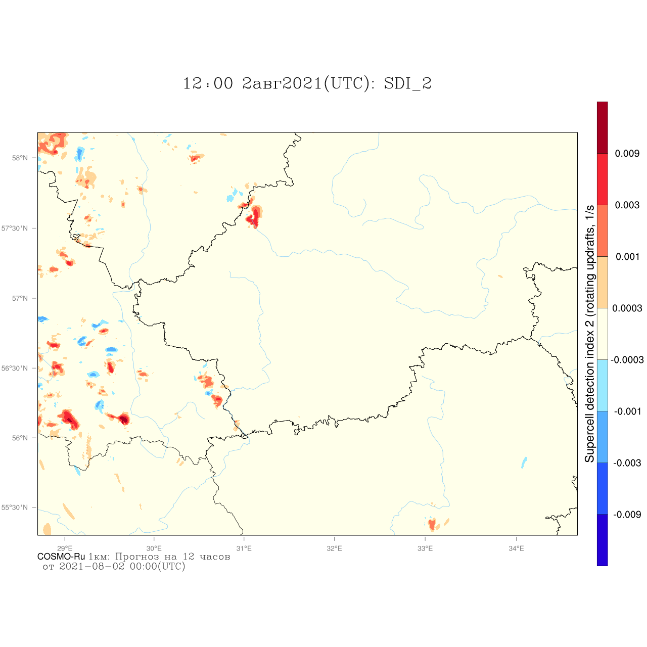 12:00 2авг2021(UTC): SDI_2
58°N
57°30'N
57°N
56°30'N
56°N
55°30'N
29°E
30°E
31°E
32°E
33°E
34°E
0.009
0.003
0.001
0.0003
-0.0003
-0.001
-0.003
-0.009
Supercell detection index 2 (rotating updrafts, 1/s
COSMO-Ru 1км: Прогноз на 12 часов
от 2021-08-02 00:00(UTC)